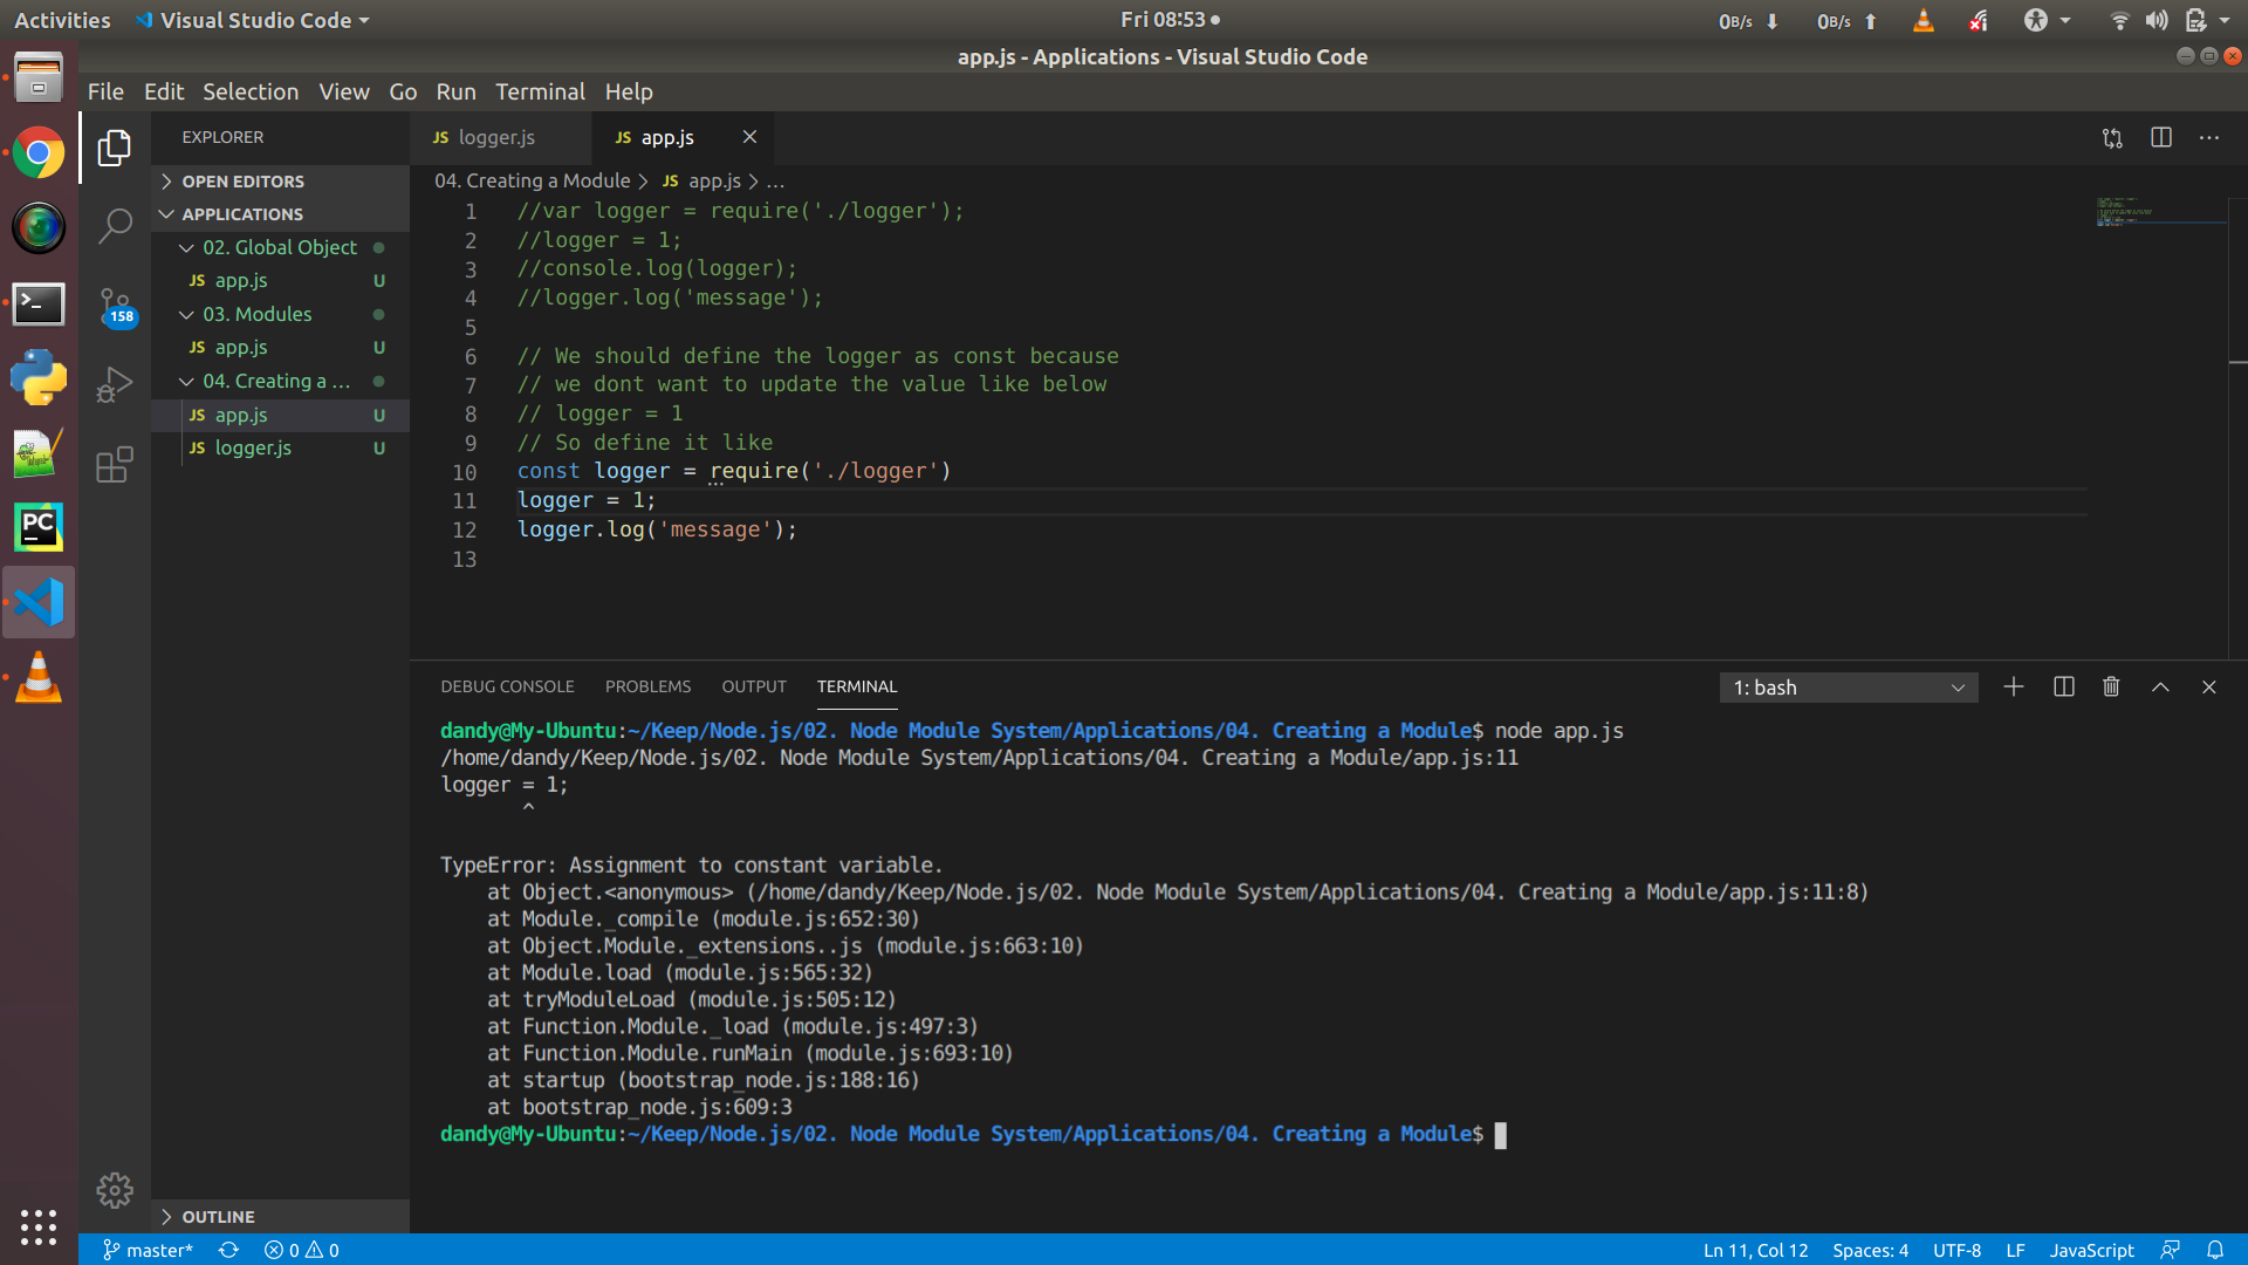 Activities Visual Studio Code Fri 08:53 0B/s 0B/s
app.js - Applications - Visual Studio Code
File Edit Selection View Go Run Terminal Help
EXPLORER
OPEN EDITORS
APPLICATIONS
02. Global Object
JS app.js U
03. Modules
JS app.js U
04. Creating a ...
JS app.js U
JS logger.js U
OUTLINE
158
PC
JS logger.js JS app.js
04. Creating a Module > JS app.js > ...
1 //var logger = require('./logger');
2 //logger = 1;
3 //console.log(logger);
4 //logger.log('message');
5
6 // We should define the logger as const because
7 // we dont want to update the value like below
8 // logger = 1
9 // So define it like
10 const logger = require('./logger')
11 logger = 1;
12 logger.log('message');
13
DEBUG CONSOLE PROBLEMS OUTPUT TERMINAL 1: bash
dandy@My-Ubuntu:~/Keep/Node.js/02. Node Module System/Applications/04. Creating a Module$ node app.js
/home/dandy/Keep/Node.js/02. Node Module System/Applications/04. Creating a Module/app.js:11
logger = 1;
^
TypeError: Assignment to constant variable.
at Object.<anonymous> (/home/dandy/Keep/Node.js/02. Node Module System/Applications/04. Creating a Module/app.js:11:8)
at Module._compile (module.js:652:30)
at Object.Module._extensions..js (module.js:663:10)
at Module.load (module.js:565:32)
at tryModuleLoad (module.js:505:12)
at Function.Module._load (module.js:497:3)
at Function.Module.runMain (module.js:693:10)
at startup (bootstrap_node.js:188:16)
at bootstrap_node.js:609:3
dandy@My-Ubuntu:~/Keep/Node.js/02. Node Module System/Applications/04. Creating a Module$
master* 0 0 Ln 11, Col 12 Spaces: 4 UTF-8 LF JavaScript